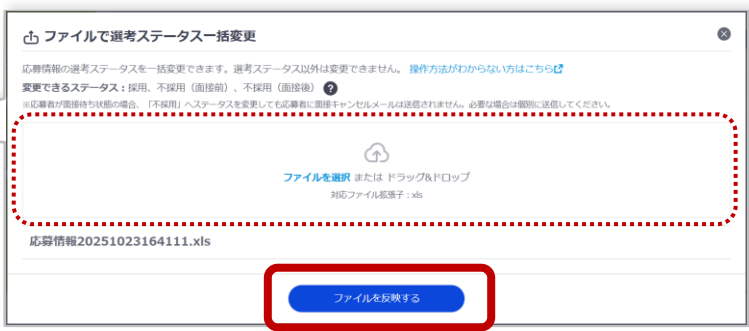 ファイルで選考ステータス一括変更
応募情報の選考ステータスを一括変更できます。選考ステータス以外は変更できません。 操作方法がわからない方はこちら
変更できるステータス：採用、不採用（面接前）、不採用（面接後） ?
※応募者が面接待ち状態の場合、「不採用」へステータスを変更しても応募者に面接キャンセルメールは送信されません。必要な場合は個別に送信してください。
ファイルを選択 または ドラッグ&ドロップ
対応ファイル拡張子：xls
応募情報20251023164111.xls
ファイルを反映する